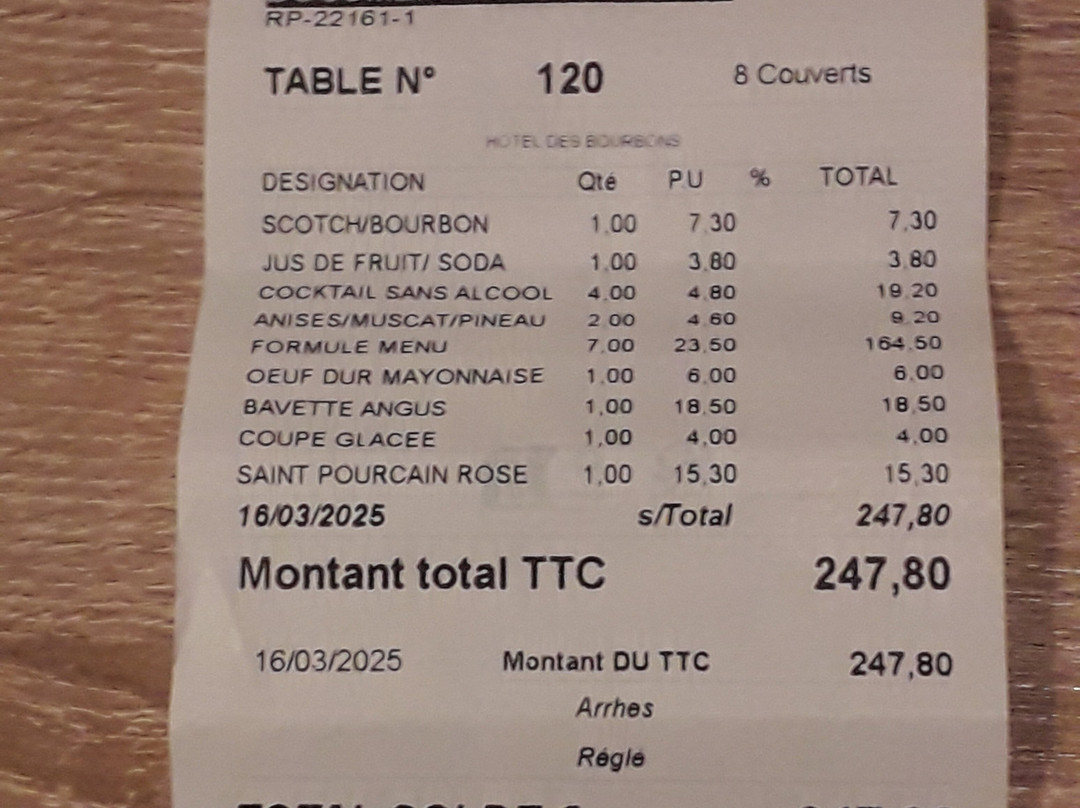 RP-22161-1
TABLE N° 120 8 Couverts
HOTEL DES BOURBONS
DESIGNATION Qté P.U % TOTAL
SCOTCH/BOURBON 1,00 7,30 7,30
JUS DE FRUIT/ SODA 1,00 3,80 3,80
COCKTAIL SANS ALCOOL 4,00 4,80 19,20
ANISES/MUSCAT/PINEAU 2,00 4,60 9,20
FORMULE MENU 7,00 23,50 164,50
OEUF DUR MAYONNAISE 1,00 6,00 6,00
BAVETTE ANGUS 1,00 18,50 18,50
COUPE GLACEE 1,00 4,00 4,00
SAINT POURCAIN ROSE 1,00 15,30 15,30
16/03/2025 s/Total 247,80
Montant total TTC 247,80
16/03/2025 Montant DU TTC 247,80
Arrhes
Réglé